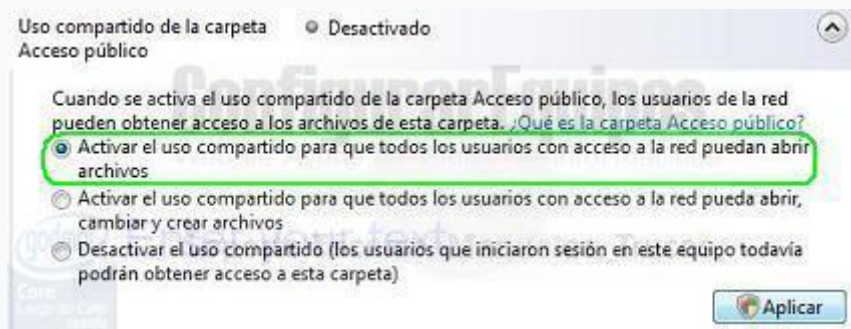 Uso compartido de la carpeta Desactivado
Acceso público
ConfigurarEquipos
Cuando se activa el uso compartido de la carpeta Acceso público, los usuarios de la red
pueden obtener acceso a los archivos de esta carpeta. ¿Qué es la carpeta Acceso público?
Activar el uso compartido para que todos los usuarios con acceso a la red puedan abrir
archivos
Activar el uso compartido para que todos los usuarios con acceso a la red pueda abrir,
cambiar y crear archivos
Desactivar el uso compartido (los usuarios que iniciaron sesión en este equipo todavía
podrán obtener acceso a esta carpeta)
Aplicar